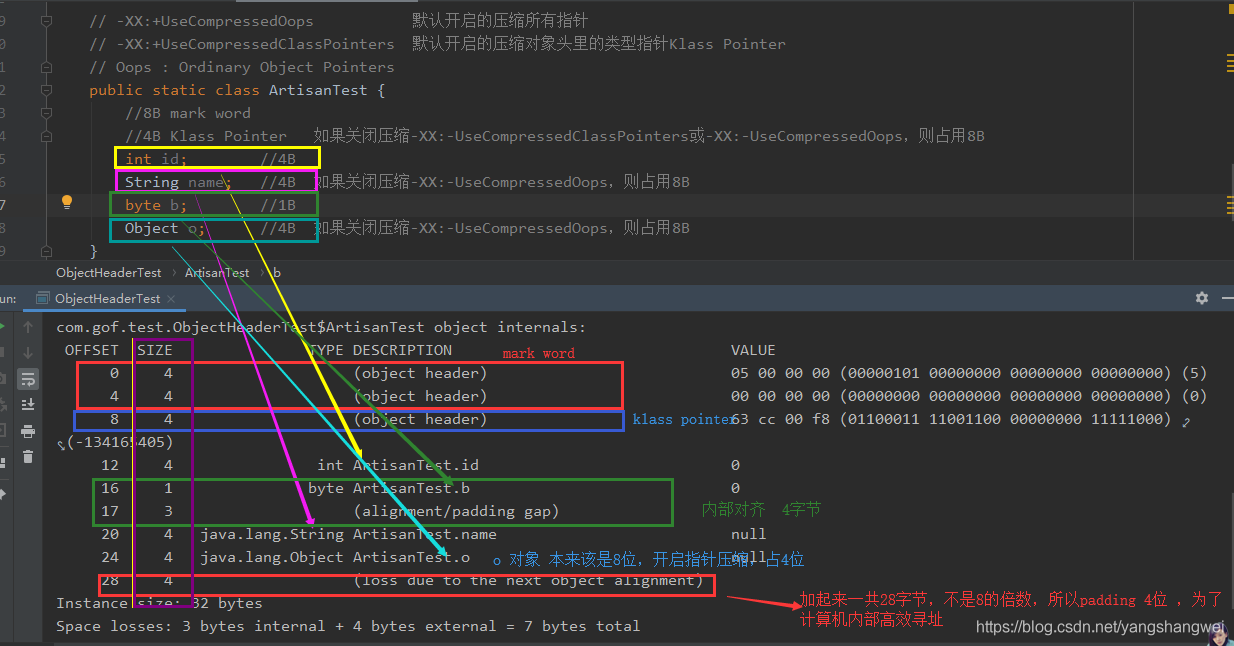 // -XX:+UseCompressedOops 默认开启的压缩所有指针
// -XX:+UseCompressedClassPointers 默认开启的压缩对象头里的类型指针Klass Pointer
// Oops : Ordinary Object Pointers
public static class ArtisanTest {
//8B mark word
//4B Klass Pointer 如果关闭压缩-XX:-UseCompressedClassPointers或-XX:-UseCompressedOops，则占用8B
int id; //4B
String name; //4B 如果关闭压缩-XX:-UseCompressedOops，则占用8B
byte b; //1B
Object o; //4B 如果关闭压缩-XX:-UseCompressedOops，则占用8B
}
ObjectHeaderTest › ArtisanTest › b
un: ObjectHeaderTest ×
com.gof.test.ObjectHeaderTest$ArtisanTest object internals:
OFFSET SIZE TYPE DESCRIPTION mark word VALUE
0 4 (object header) 05 00 00 00 (00000101 00000000 00000000 00000000) (5)
4 4 (object header) 00 00 00 00 (00000000 00000000 00000000 00000000) (0)
8 4 (object header) klass pointer 63 cc 00 f8 (01100011 11001100 00000000 11111000)
(-134165405)
12 4 int ArtisanTest.id 0
16 1 byte ArtisanTest.b 0
17 3 (alignment/padding gap) 内部对齐 4字节
20 4 java.lang.String ArtisanTest.name null
24 4 java.lang.Object ArtisanTest.o o 对象 本来该是8位，开启指针压缩，占4位 null
28 4 (loss due to the next object alignment)
Instance size: 32 bytes
Space losses: 3 bytes internal + 4 bytes external = 7 bytes total
加起来一共28字节，不是8的倍数，所以padding 4位 ，为了
计算机内部高效寻址
https://blog.csdn.net/yangshangwei